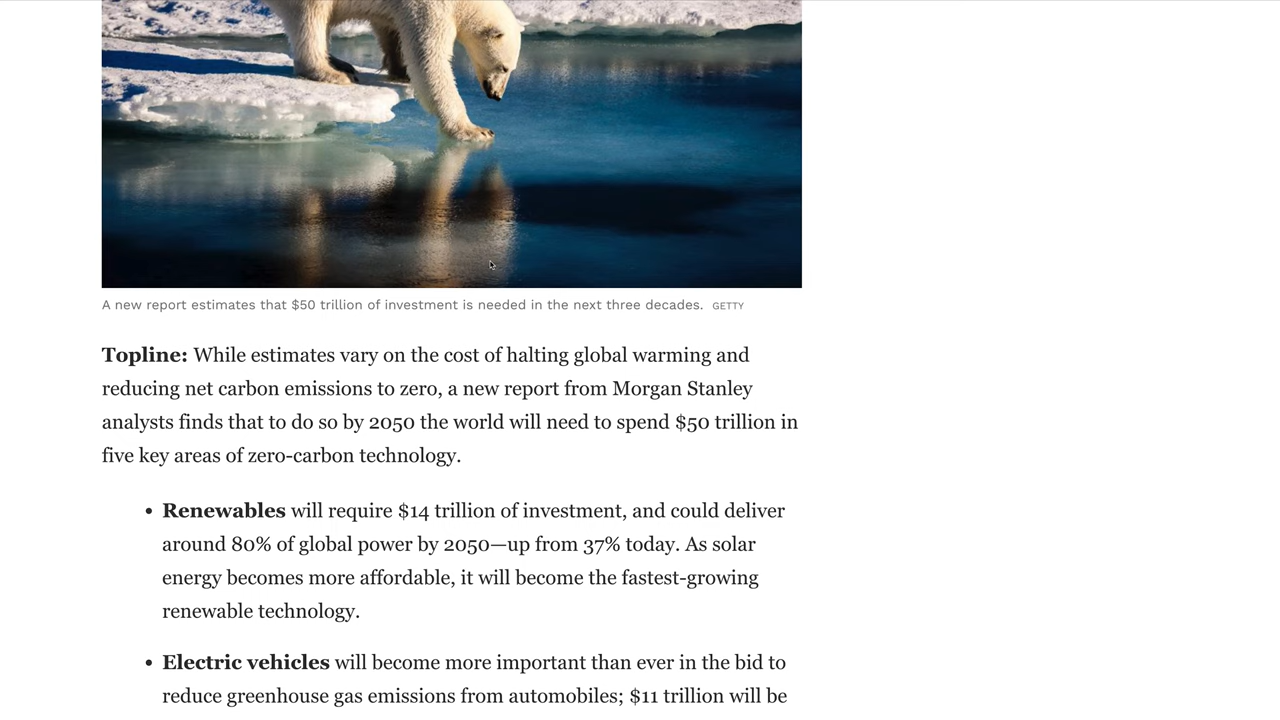 A new report estimates that $50 trillion of investment is needed in the next three decades. GETTY
Topline: While estimates vary on the cost of halting global warming and
reducing net carbon emissions to zero, a new report from Morgan Stanley
analysts finds that to do so by 2050 the world will need to spend $50 trillion in
five key areas of zero-carbon technology.
• Renewables will require $14 trillion of investment, and could deliver
around 80% of global power by 2050—up from 37% today. As solar
energy becomes more affordable, it will become the fastest-growing
renewable technology.
• Electric vehicles will become more important than ever in the bid to
reduce greenhouse gas emissions from automobiles; $11 trillion will be